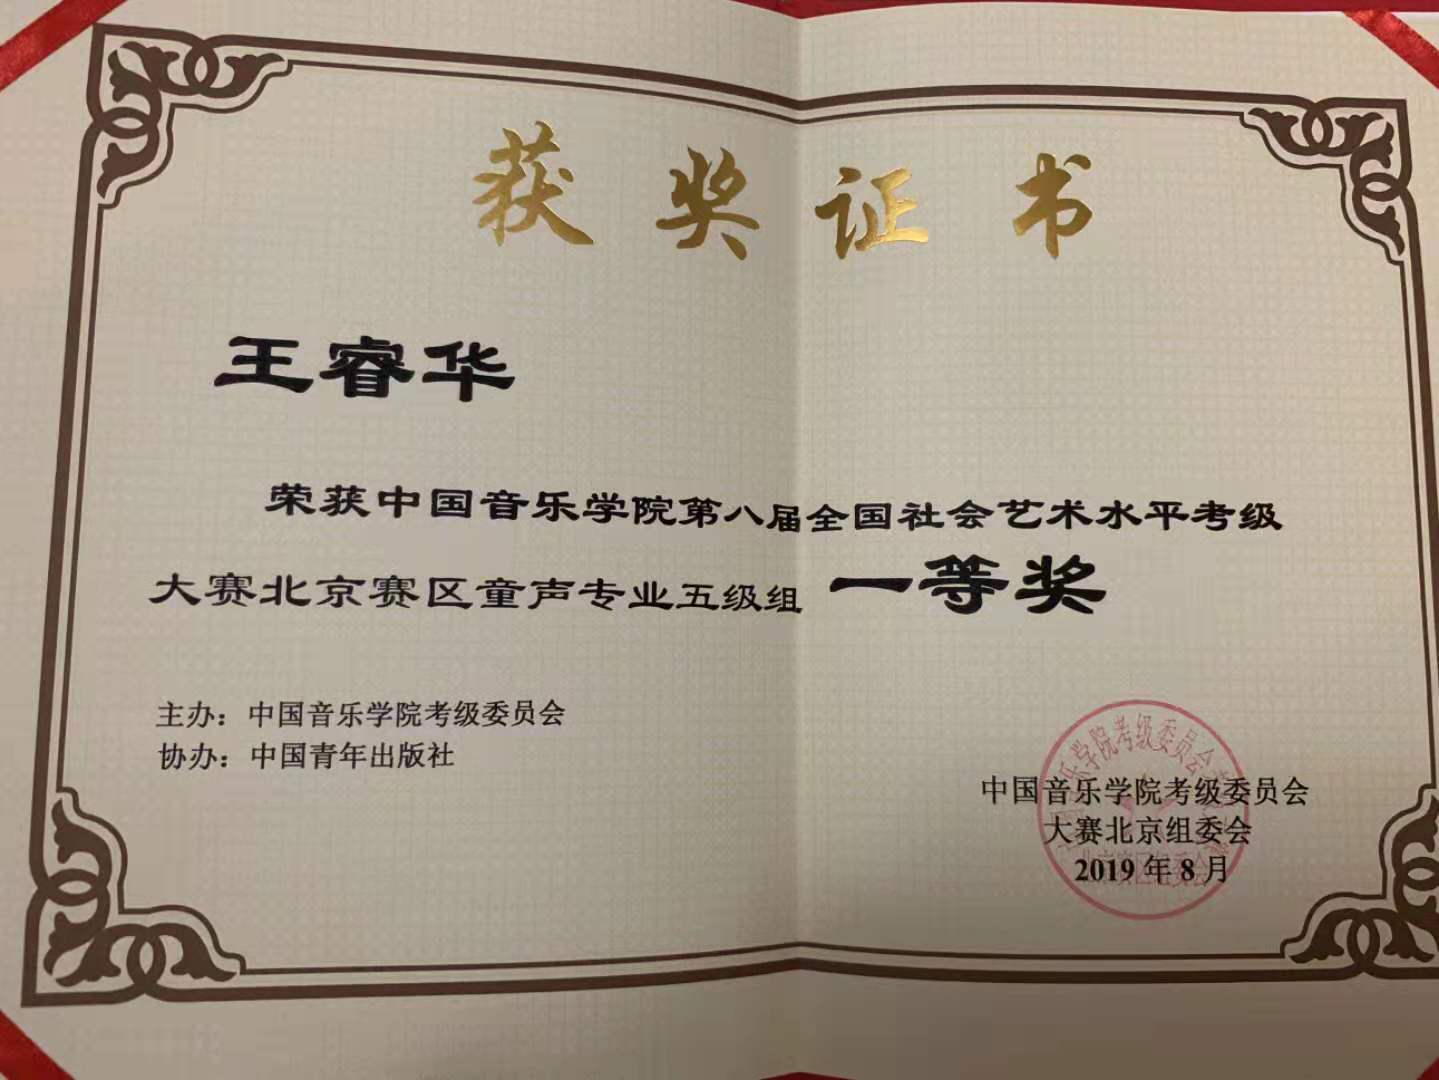 获奖证书
王睿华
荣获中国音乐学院第八届全国社会艺术水平考级
大赛北京赛区童声专业五级组 一等奖
主办：中国音乐学院考级委员会
协办：中国青年出版社
中国音乐学院考级委员会
大赛北京组委会
2019 年 8 月